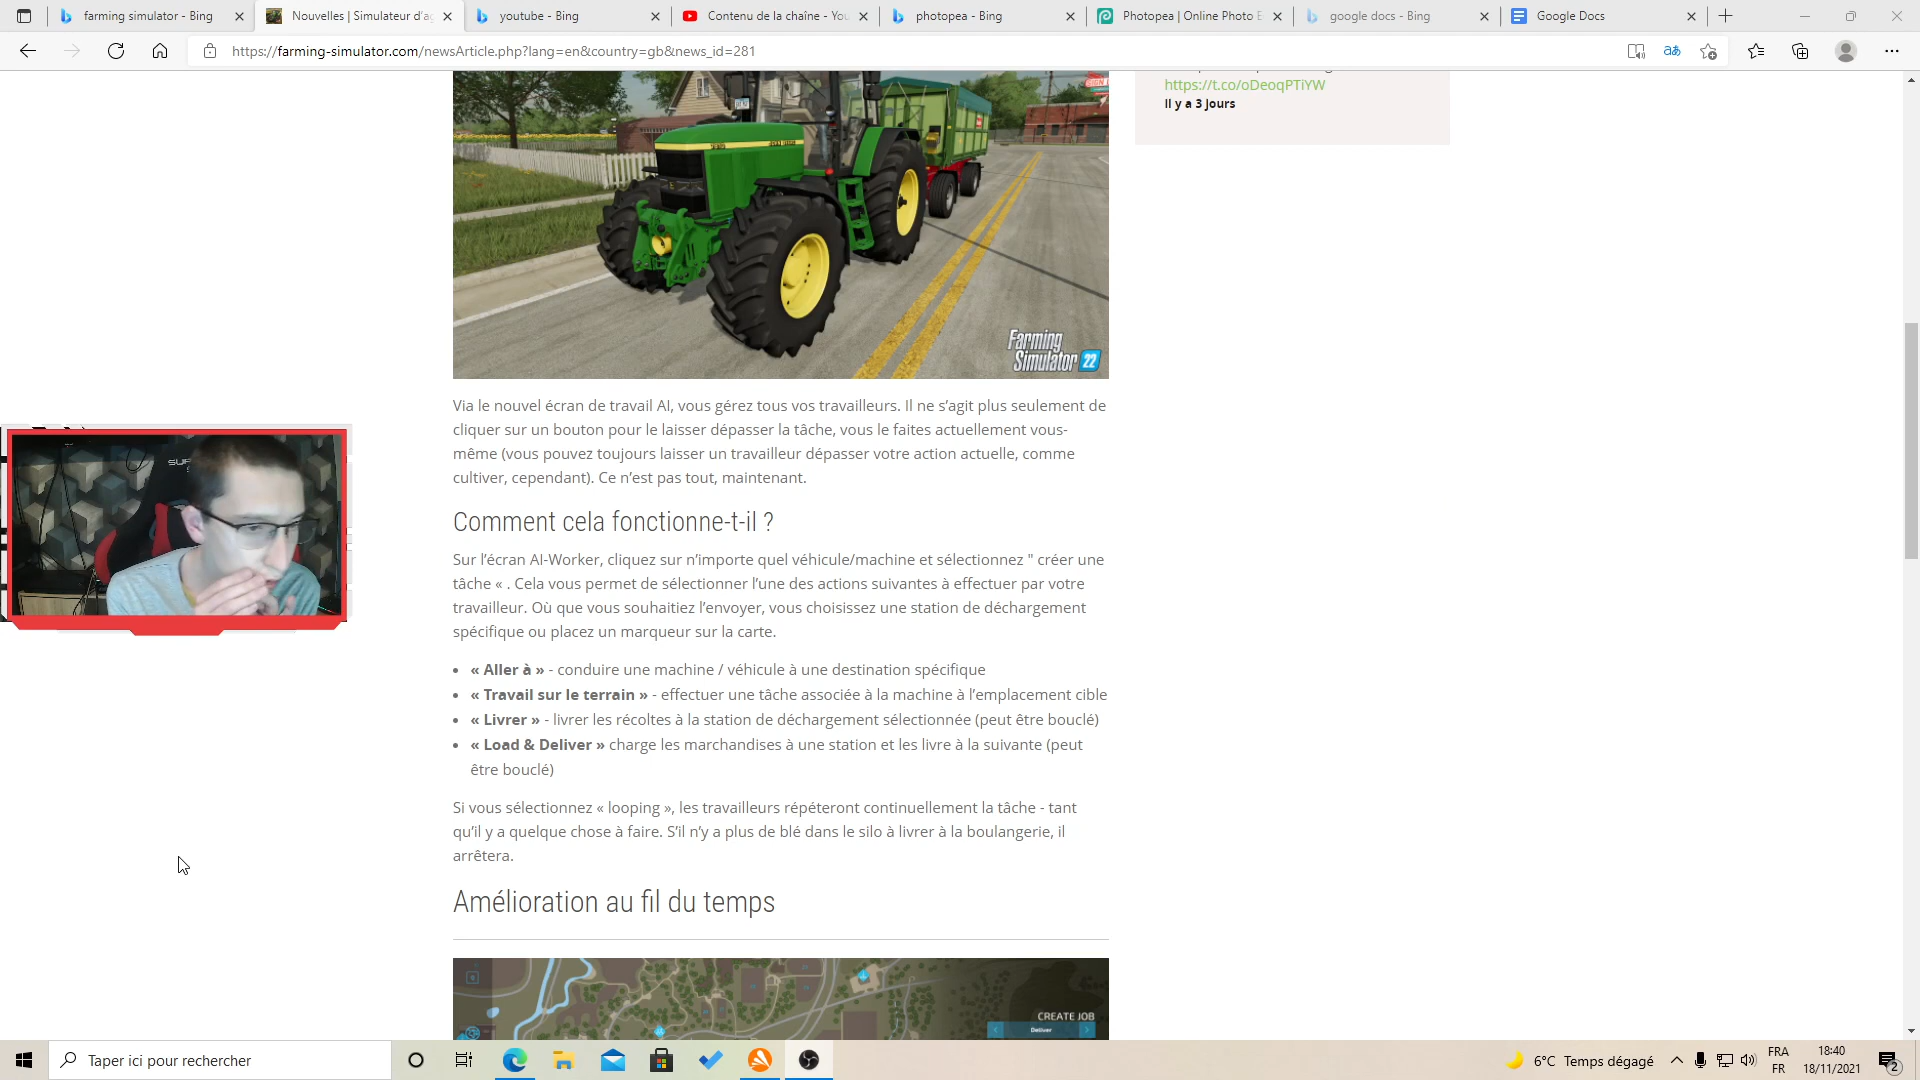 farming simulator - Bing
Nouvelles | Simulateur d'ag
youtube - Bing
Contenu de la chaîne - You
photopea - Bing
Photopea | Online Photo E
google docs - Bing
Google Docs
https://farming-simulator.com/newsArticle.php?lang=en&country=gb&news_id=281
https://t.co/oDeoqPTiYW
Il y a 3 jours
Farming
Simulator 22
Via le nouvel écran de travail AI, vous gérez tous vos travailleurs. Il ne s’agit plus seulement de
cliquer sur un bouton pour le laisser dépasser la tâche, vous le faites actuellement vous-
même (vous pouvez toujours laisser un travailleur dépasser votre action actuelle, comme
cultiver, cependant). Ce n’est pas tout, maintenant.
Comment cela fonctionne-t-il ?
Sur l’écran AI-Worker, cliquez sur n’importe quel véhicule/machine et sélectionnez " créer une
tâche « . Cela vous permet de sélectionner l’une des actions suivantes à effectuer par votre
travailleur. Où que vous souhaitiez l’envoyer, vous choisissez une station de déchargement
spécifique ou placez un marqueur sur la carte.
• « Aller à » - conduire une machine / véhicule à une destination spécifique
• « Travail sur le terrain » - effectuer une tâche associée à la machine à l’emplacement cible
• « Livrer » - livrer les récoltes à la station de déchargement sélectionnée (peut être bouclé)
• « Load & Deliver » charge les marchandises à une station et les livre à la suivante (peut
être bouclé)
Si vous sélectionnez « looping », les travailleurs répéteront continuellement la tâche - tant
qu’il y a quelque chose à faire. S’il n’y a plus de blé dans le silo à livrer à la boulangerie, il
arrêtera.
Amélioration au fil du temps
CREATE JOB
Deliver
Taper ici pour rechercher
6°C Temps dégagé
FRA
FR
18:40
18/11/2021
2